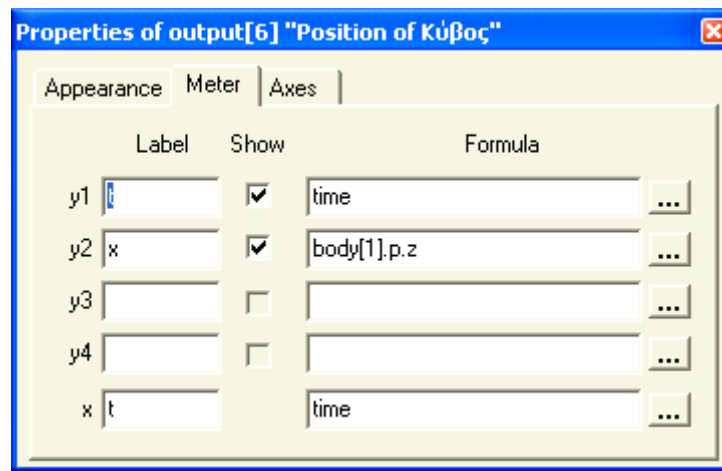 Properties of output[6] "Position of Κύβος"
Appearance Meter Axes
Label Show Formula
y1 t time ...
y2 x body[1].p.z ...
y3 ...
y4 ...
x t time ...